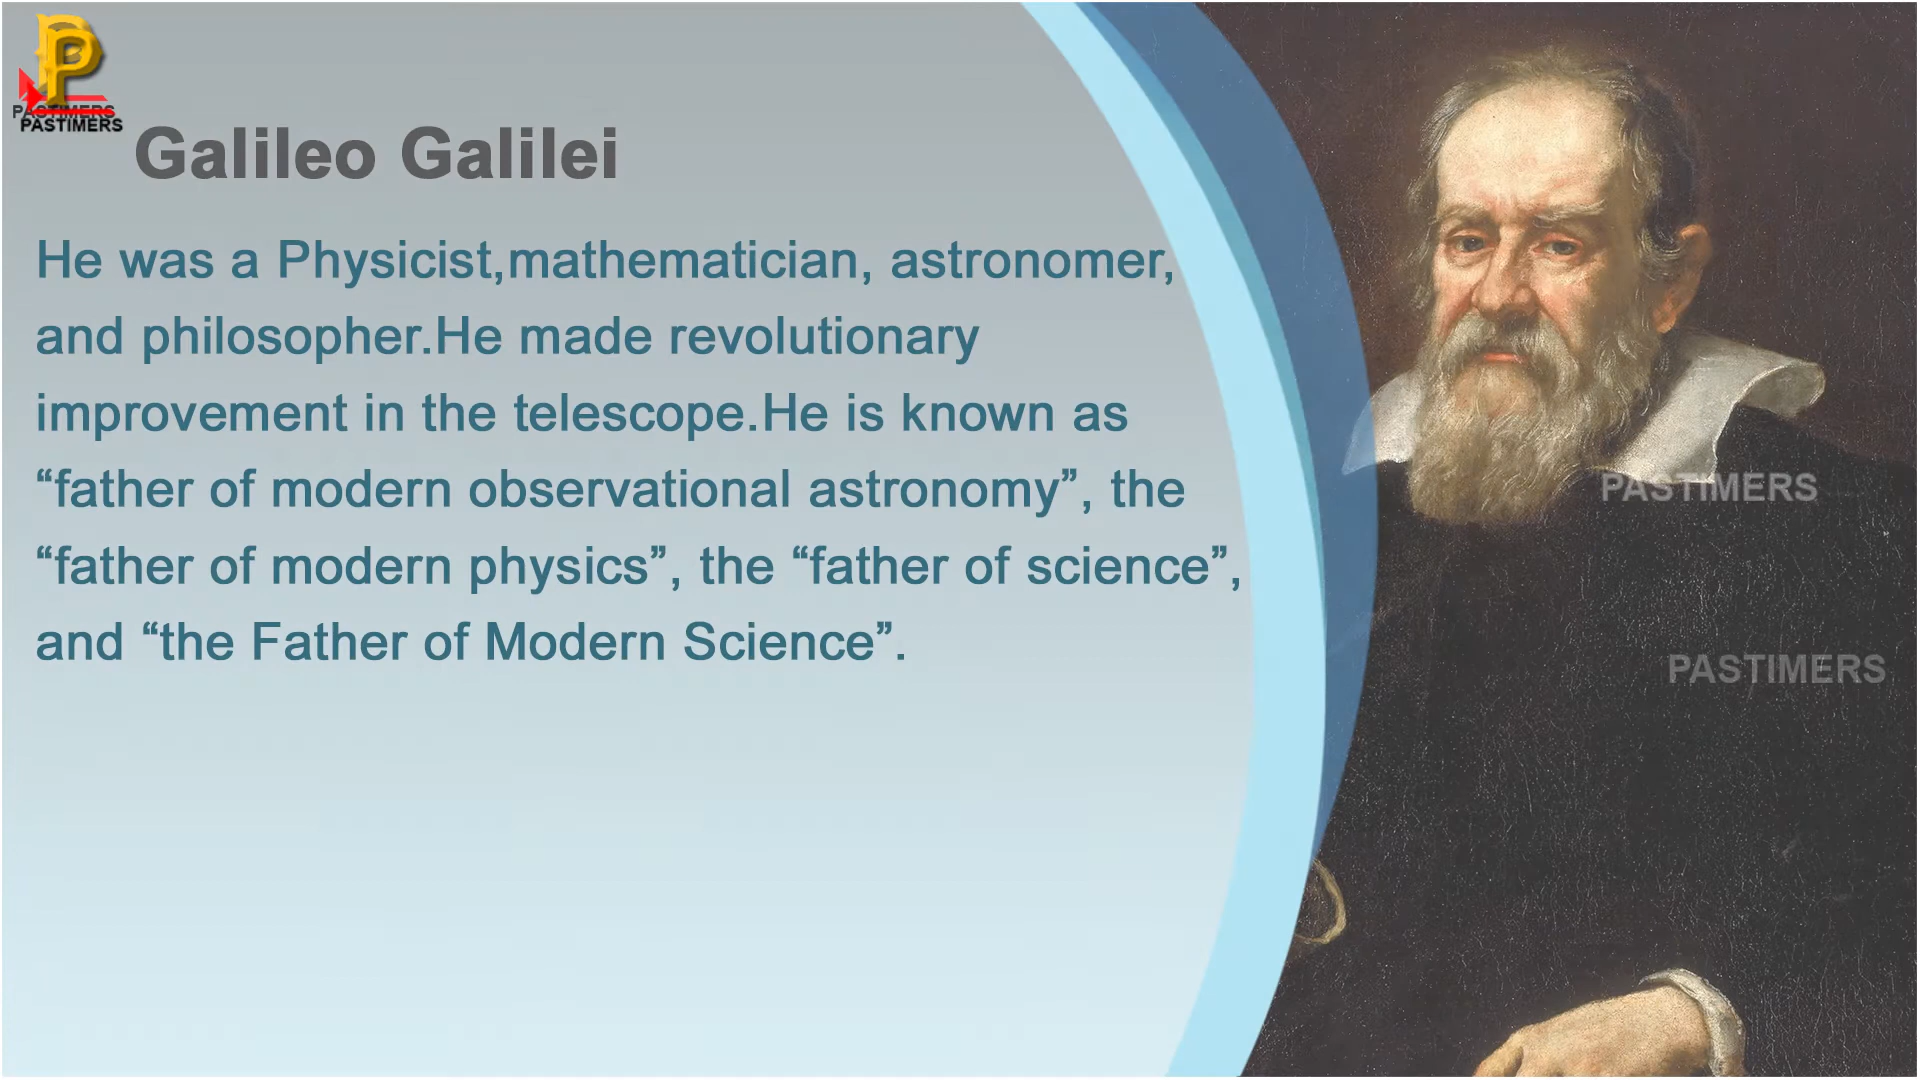 P
PASTIMERS
PASTIMERS
Galileo Galilei
He was a Physicist,mathematician, astronomer,
and philosopher.He made revolutionary
improvement in the telescope.He is known as
“father of modern observational astronomy”, the
“father of modern physics”, the “father of science”,
and “the Father of Modern Science”.
PASTIMERS
PASTIMERS